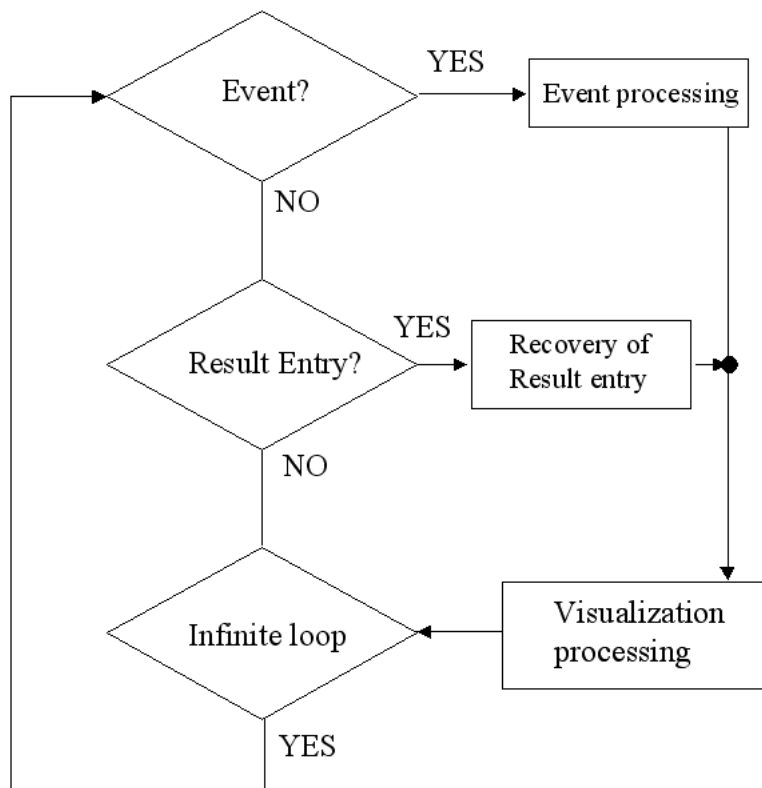 YES
Event?
Event processing
NO
YES
Result Entry?
Recovery of
Result entry
NO
Infinite loop
Visualization
processing
YES